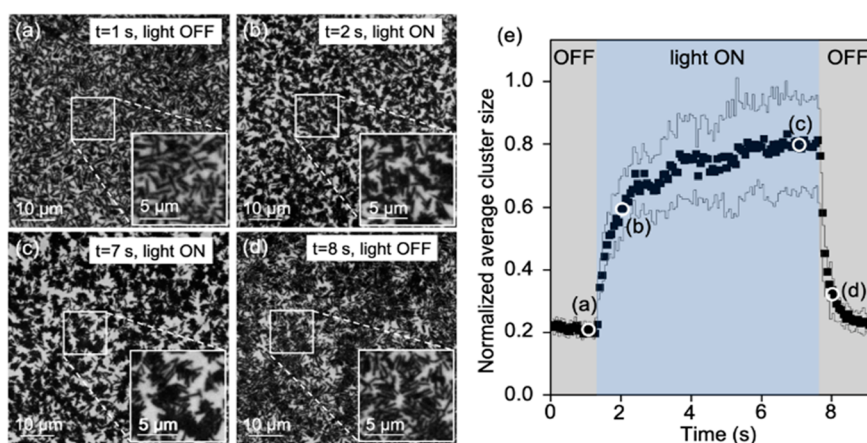 (a)
t=1 s, light OFF
10 μm
5 μm
(b)
t=2 s, light ON
10 μm
5 μm
(c)
t=7 s, light ON
10 μm
5 μm
(d)
t=8 s, light OFF
10 μm
5 μm
(e)
OFF
light ON
OFF
Normalized average cluster size
1.0
0.8
0.6
0.4
0.2
0.0
(a)
(b)
(c)
(d)
0
2
4
6
8
Time (s)